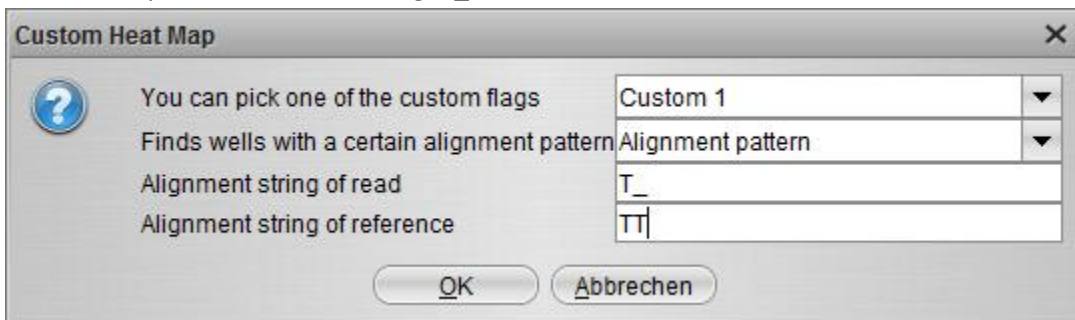 Custom Heat Map
You can pick one of the custom flags Custom 1
Finds wells with a certain alignment pattern Alignment pattern
Alignment string of read T_
Alignment string of reference TT
OK Abbrechen